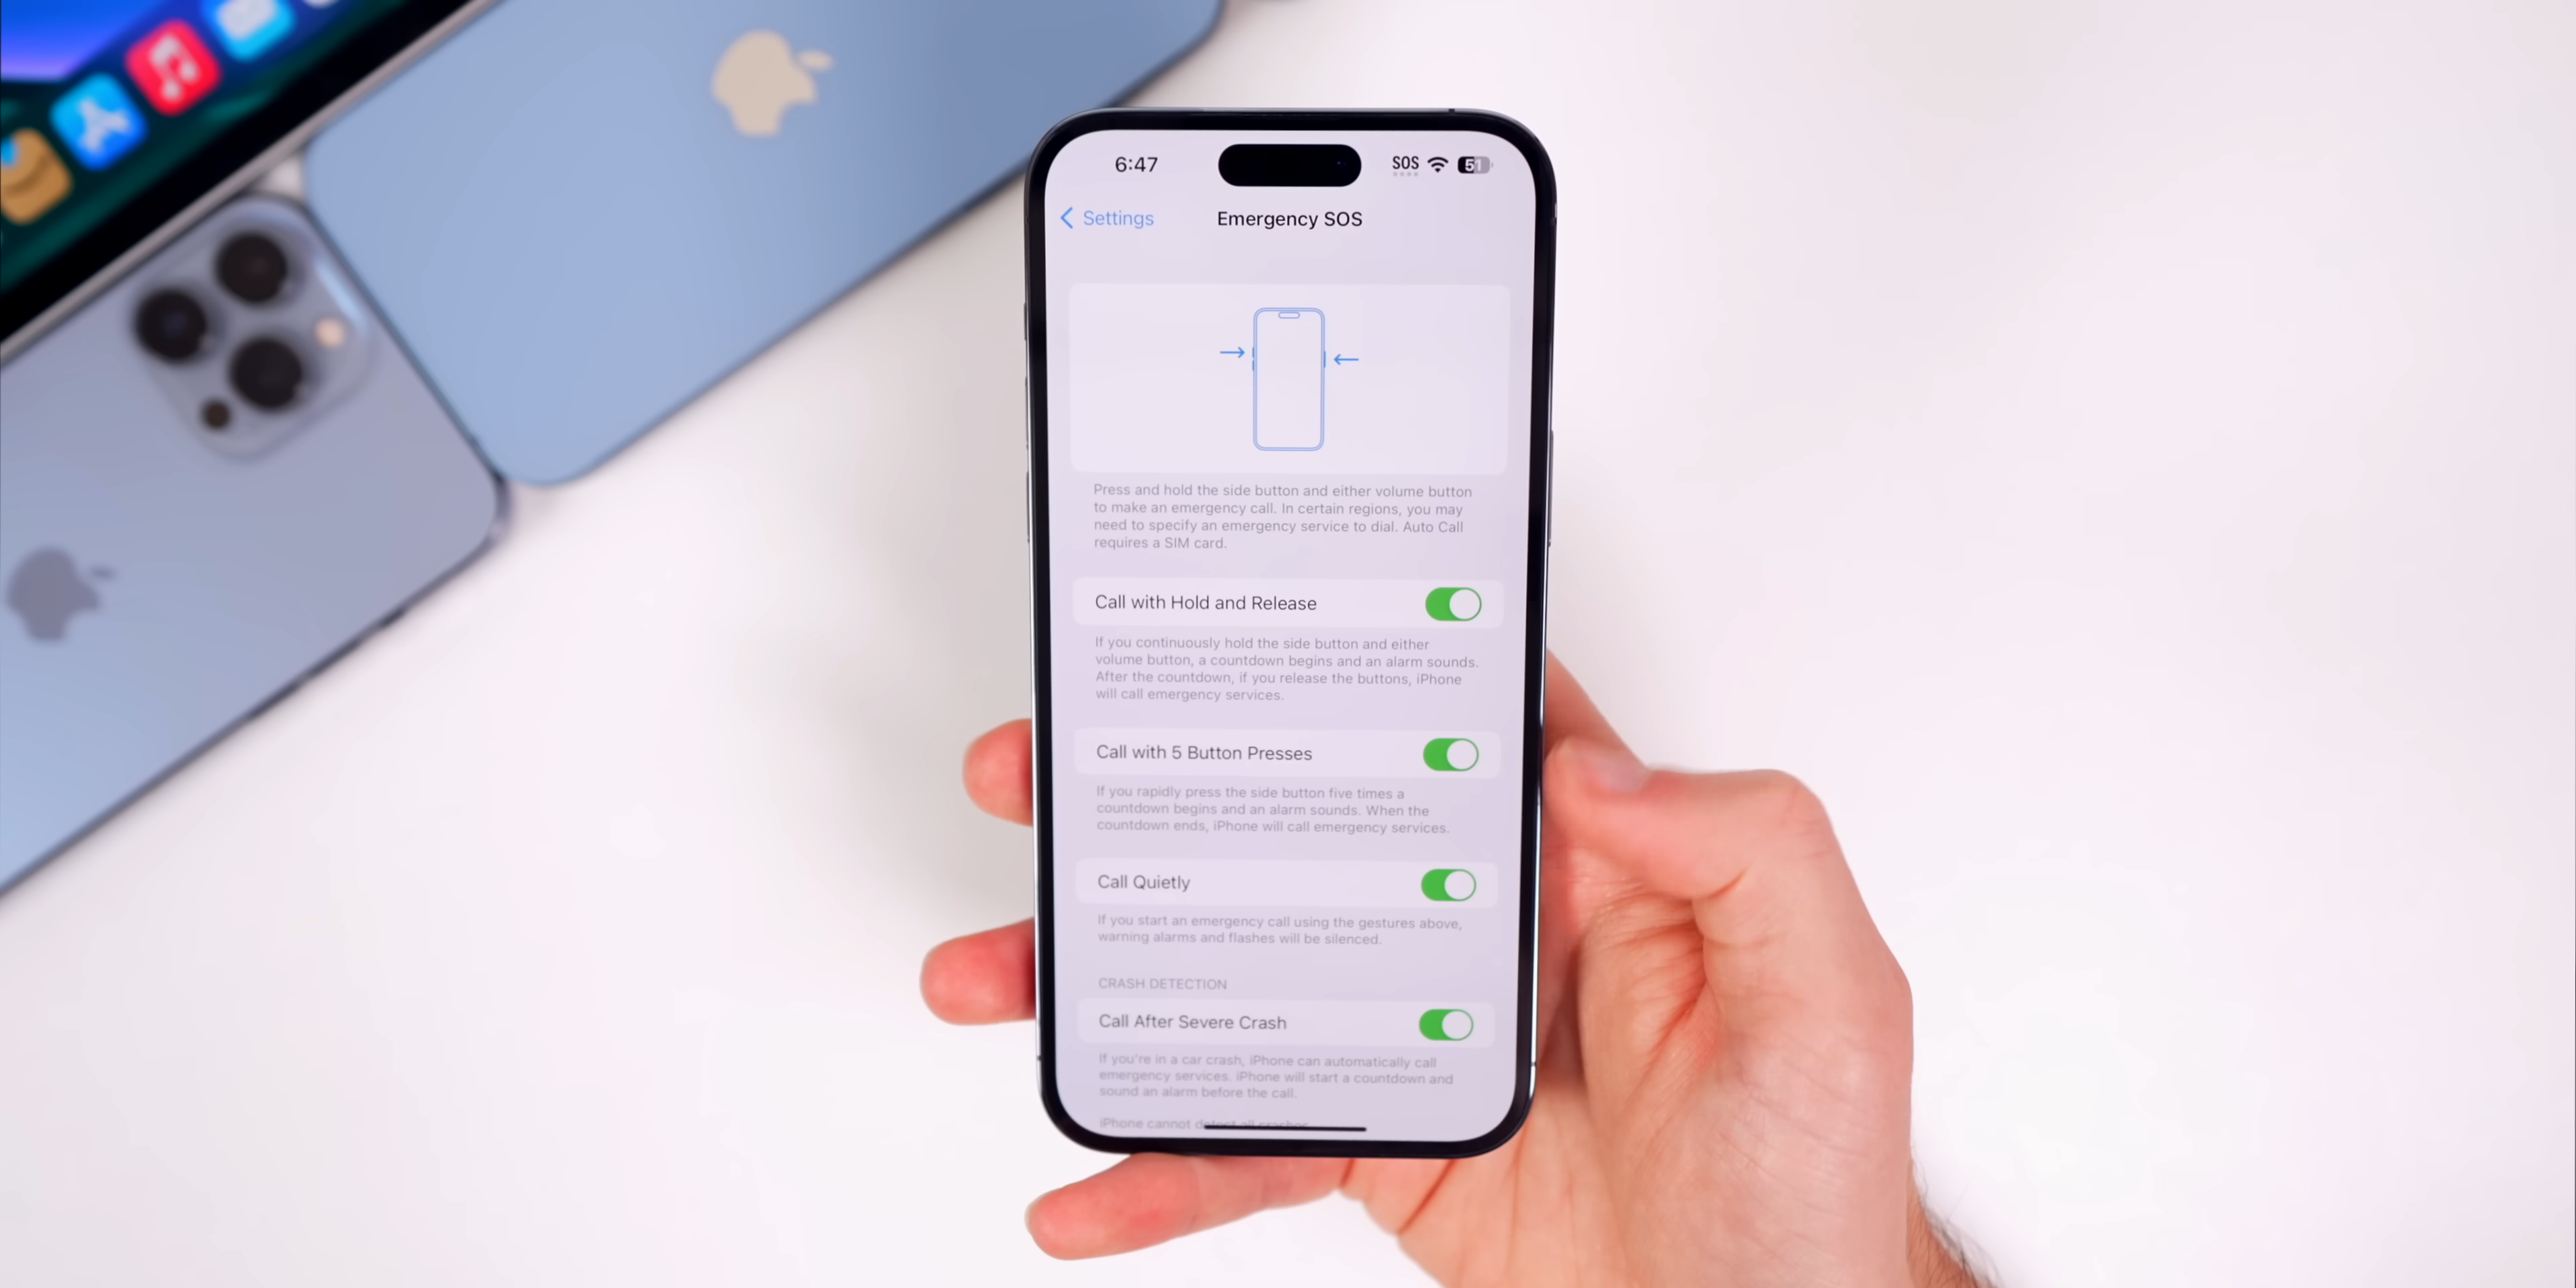 6:47
SOS
51
Settings
Emergency SOS
Press and hold the side button and either volume button
to make an emergency call. In certain regions, you may
need to specify an emergency service to dial. Auto Call
requires a SIM card.
Call with Hold and Release
If you continuously hold the side button and either
volume button, a countdown begins and an alarm sounds.
After the countdown, if you release the buttons, iPhone
will call emergency services.
Call with 5 Button Presses
If you rapidly press the side button five times a
countdown begins and an alarm sounds. When the
countdown ends, iPhone will call emergency services.
Call Quietly
If you start an emergency call using the gestures above,
warning alarms and flashes will be silenced.
CRASH DETECTION
Call After Severe Crash
If you're in a car crash, iPhone can automatically call
emergency services. iPhone will start a countdown and
sound an alarm before the call.
iPhone cannot detect all crashes.